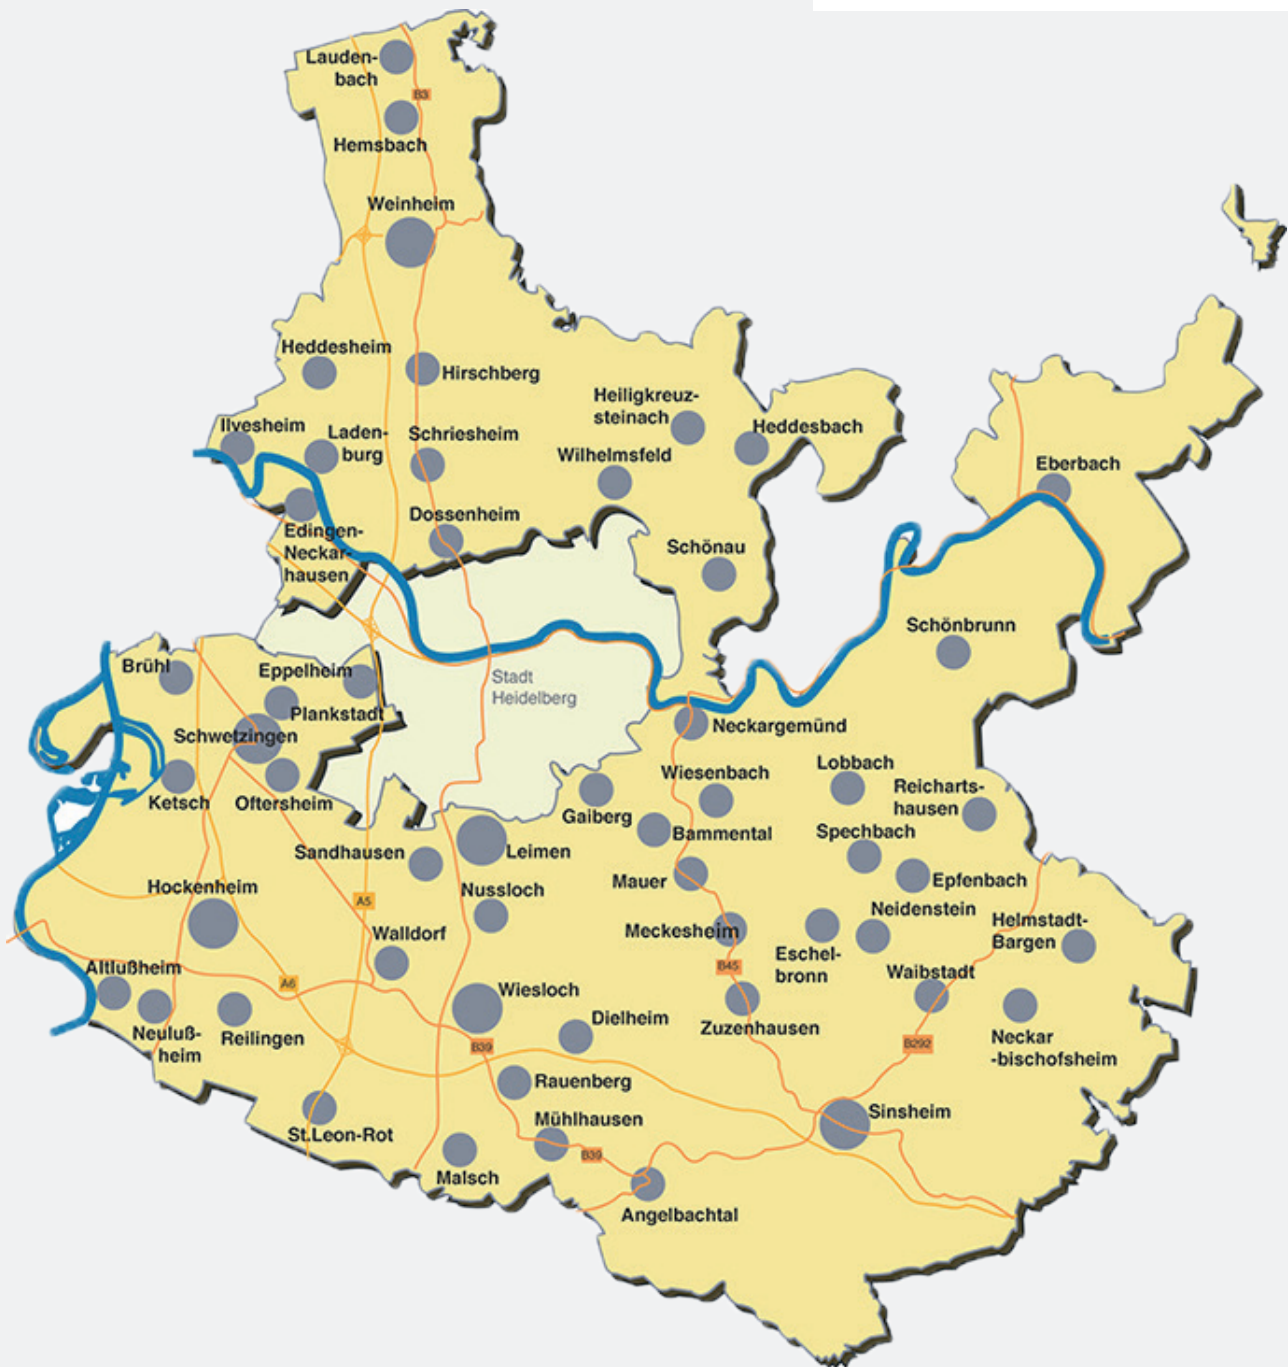 Lauden-
bach
B3
Hemsbach
Weinheim
Heddesheim
Hirschberg
Heiligkreuz-
steinach
Ilvesheim
Laden-
burg
Schriesheim
Heddesbach
Wilhelmsfeld
Eberbach
Dossenheim
Edingen-
Neckar-
hausen
Schönau
Schönbrunn
Brühl
Eppelheim
Stadt
Heidelberg
Plankstadt
Schwetzingen
Neckargemünd
Ketsch
Oftersheim
Wiesenbach
Lobbach
Reicharts-
hausen
Gaiberg
Bammental
Spechbach
Sandhausen
Leimen
Hockenheim
Nussloch
Mauer
Epfenbach
A5
Neidenstein
Walldorf
Meckesheim
Helmstadt-
Bargen
Eschel-
bronn
Altlußheim
B45
Waibstadt
A6
Wiesloch
Neuluß-
heim
Reilingen
Dielheim
Zuzenhausen
Neckar
-bischofsheim
B39
B292
Rauenberg
Sinsheim
St.Leon-Rot
Mühlhausen
B39
Malsch
Angelbachtal